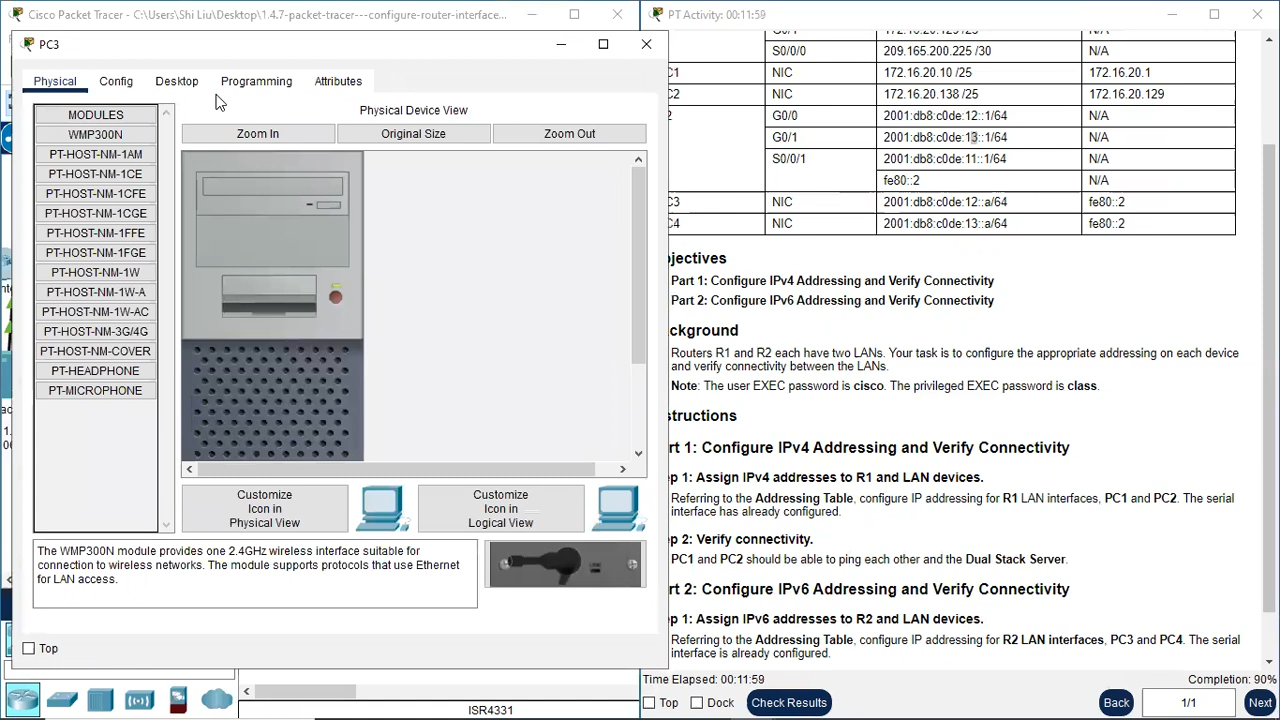 Cisco Packet Tracer - C:\Users\Shi Liu\Desktop\1.4.7-packet-tracer---configure-router-interface...
PC3
Physical
Config
Desktop
Programming
Attributes
MODULES
WMP300N
PT-HOST-NM-1AM
PT-HOST-NM-1CE
PT-HOST-NM-1CFE
PT-HOST-NM-1CGE
PT-HOST-NM-1FFE
PT-HOST-NM-1FGE
PT-HOST-NM-1W
PT-HOST-NM-1W-A
PT-HOST-NM-1W-AC
PT-HOST-NM-3G/4G
PT-HOST-NM-COVER
PT-HEADPHONE
PT-MICROPHONE
Physical Device View
Zoom In
Original Size
Zoom Out
Customize
Icon in
Physical View
Customize
Icon in
Logical View
The WMP300N module provides one 2.4GHz wireless interface suitable for
connection to wireless networks. The module supports protocols that use Ethernet
for LAN access.
Top
ISR4331
PT Activity: 00:11:59
S0/0/0 209.165.200.225 /30 N/A
C1 NIC 172.16.20.10 /25 172.16.20.1
C2 NIC 172.16.20.138 /25 172.16.20.129
2 G0/0 2001:db8:c0de:12::1/64 N/A
G0/1 2001:db8:c0de:13::1/64 N/A
S0/0/1 2001:db8:c0de:11::1/64 N/A
fe80::2 N/A
C3 NIC 2001:db8:c0de:12::a/64 fe80::2
C4 NIC 2001:db8:c0de:13::a/64 fe80::2
bjectives
Part 1: Configure IPv4 Addressing and Verify Connectivity
Part 2: Configure IPv6 Addressing and Verify Connectivity
ckground
Routers R1 and R2 each have two LANs. Your task is to configure the appropriate addressing on each device
and verify connectivity between the LANs.
Note: The user EXEC password is cisco. The privileged EXEC password is class.
structions
rt 1: Configure IPv4 Addressing and Verify Connectivity
ep 1: Assign IPv4 addresses to R1 and LAN devices.
Referring to the Addressing Table, configure IP addressing for R1 LAN interfaces, PC1 and PC2. The serial
interface has already configured.
ep 2: Verify connectivity.
PC1 and PC2 should be able to ping each other and the Dual Stack Server.
rt 2: Configure IPv6 Addressing and Verify Connectivity
ep 1: Assign IPv6 addresses to R2 and LAN devices.
Referring to the Addressing Table, configure IP addressing for R2 LAN interfaces, PC3 and PC4. The serial
interface is already configured.
Time Elapsed: 00:11:59
Completion: 90%
Top
Dock
Check Results
Back
1/1
Next